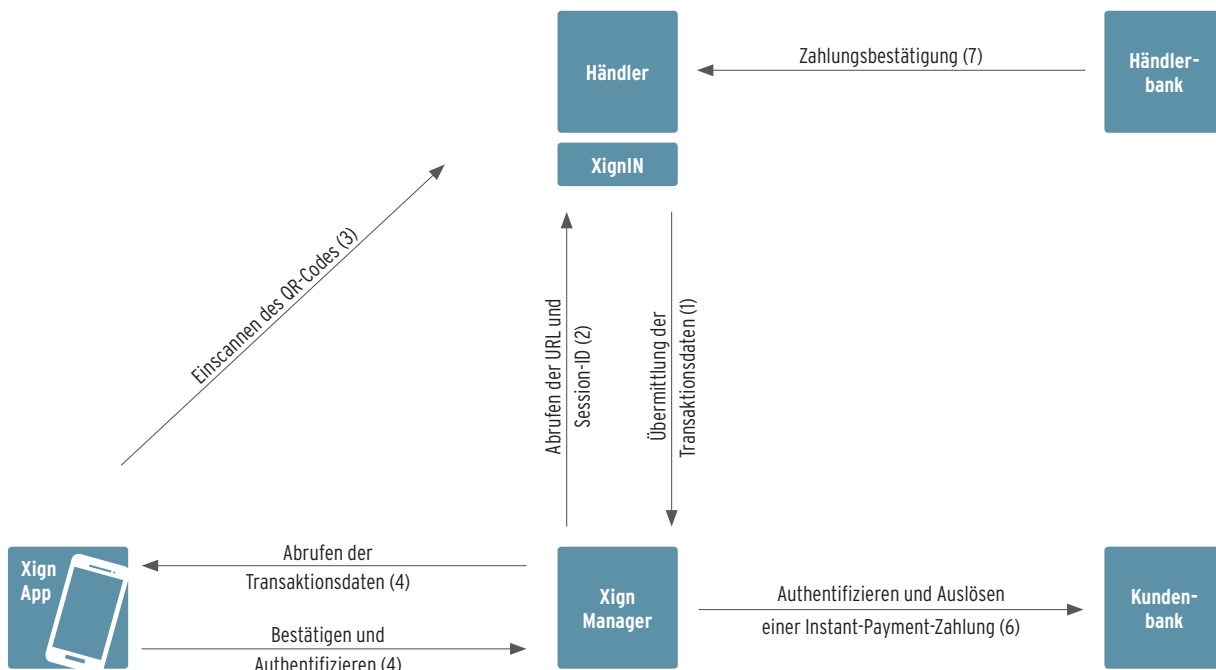 Händler
Zahlungsbestätigung (7)
Händler-
bank
XignIN
Einscannen des QR-Codes (3)
Abrufen der URL und
Session-ID (2)
Übermittlung der
Transaktionsdaten (1)
Xign
App
Abrufen der
Transaktionsdaten (4)
Bestätigen und
Authentifizieren (4)
Xign
Manager
Authentifizieren und Auslösen
einer Instant-Payment-Zahlung (6)
Kunden-
bank